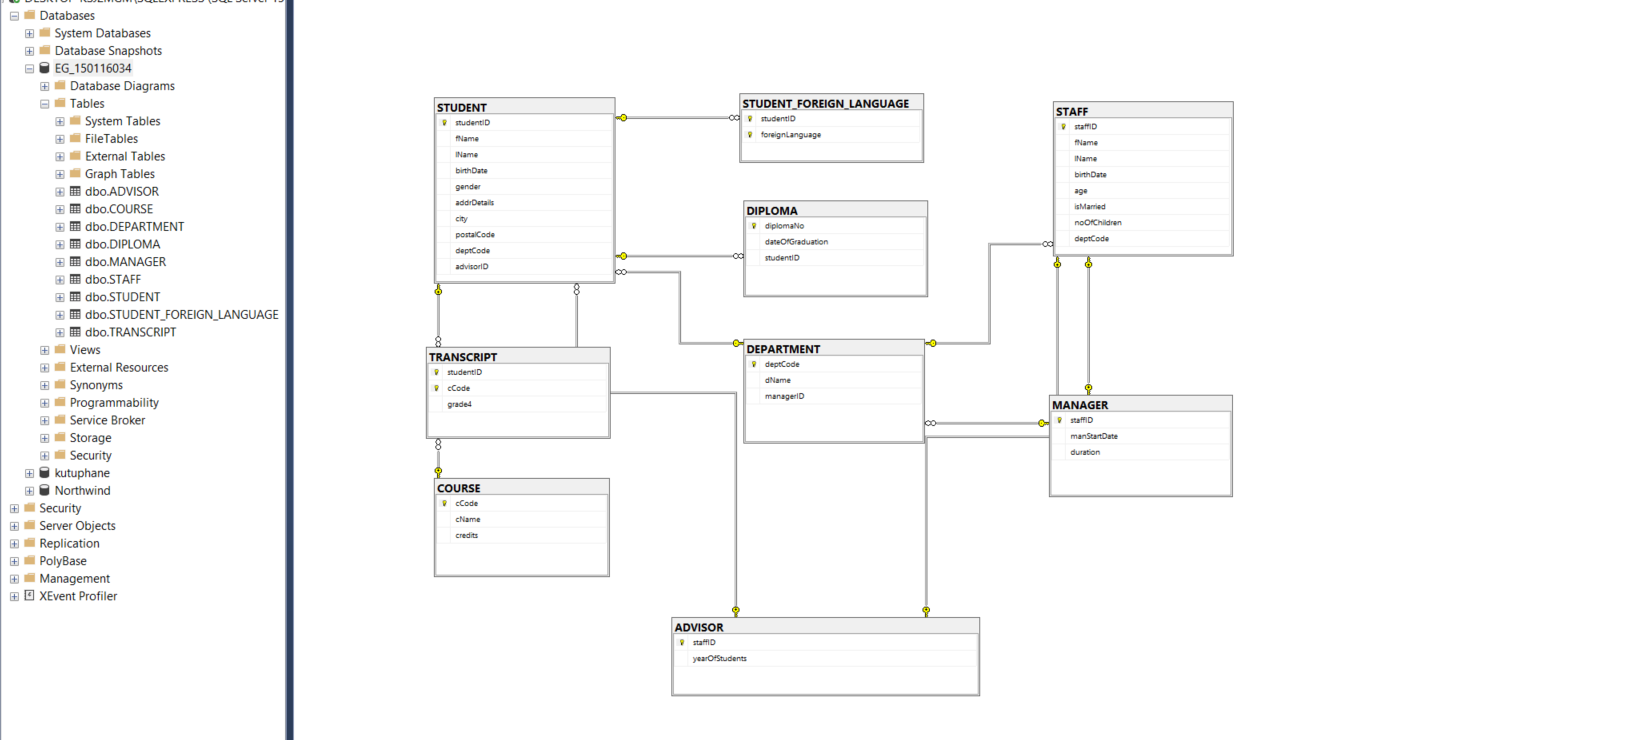 Databases
System Databases
Database Snapshots
EG_150116034
Database Diagrams
Tables
System Tables
FileTables
External Tables
Graph Tables
dbo.ADVISOR
dbo.COURSE
dbo.DEPARTMENT
dbo.DIPLOMA
dbo.MANAGER
dbo.STAFF
dbo.STUDENT
dbo.STUDENT_FOREIGN_LANGUAGE
dbo.TRANSCRIPT
Views
External Resources
Synonyms
Programmability
Service Broker
Storage
Security
kutuphane
Northwind
Security
Server Objects
Replication
PolyBase
Management
XEvent Profiler
STUDENT
studentID
fName
lName
birthDate
gender
addrDetails
city
postalCode
deptCode
advisorID
STUDENT_FOREIGN_LANGUAGE
studentID
foreignLanguage
STAFF
staffID
fName
lName
birthDate
age
isMarried
noOfChildren
deptCode
DIPLOMA
diplomaNo
dateOfGraduation
studentID
TRANSCRIPT
studentID
cCode
grade4
DEPARTMENT
deptCode
dName
managerID
MANAGER
staffID
manStartDate
duration
COURSE
cCode
cName
credits
ADVISOR
staffID
yearOfStudents